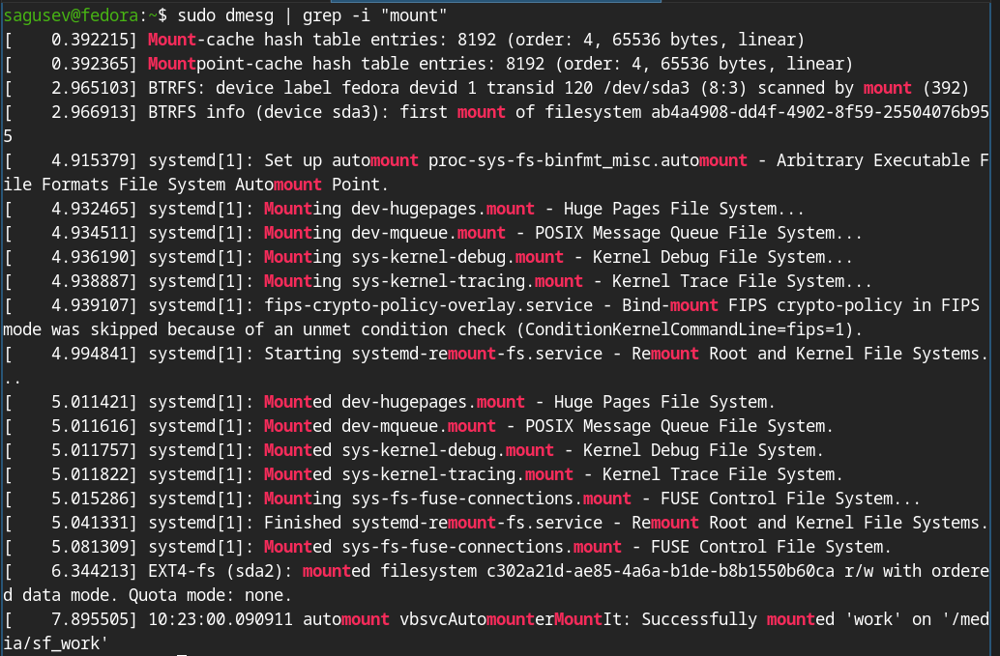 sagusev@fedora:~$ sudo dmesg | grep -i "mount"
[    0.392215] Mount-cache hash table entries: 8192 (order: 4, 65536 bytes, linear)
[    0.392365] Mountpoint-cache hash table entries: 8192 (order: 4, 65536 bytes, linear)
[    2.965103] BTRFS: device label fedora devid 1 transid 120 /dev/sda3 (8:3) scanned by mount (392)
[    2.966913] BTRFS info (device sda3): first mount of filesystem ab4a4908-dd4f-4902-8f59-25504076b95
5
[    4.915379] systemd[1]: Set up automount proc-sys-fs-binfmt_misc.automount - Arbitrary Executable F
ile Formats File System Automount Point.
[    4.932465] systemd[1]: Mounting dev-hugepages.mount - Huge Pages File System...
[    4.934511] systemd[1]: Mounting dev-mqueue.mount - POSIX Message Queue File System...
[    4.936190] systemd[1]: Mounting sys-kernel-debug.mount - Kernel Debug File System...
[    4.938887] systemd[1]: Mounting sys-kernel-tracing.mount - Kernel Trace File System...
[    4.939107] systemd[1]: fips-crypto-policy-overlay.service - Bind-mount FIPS crypto-policy in FIPS
mode was skipped because of an unmet condition check (ConditionKernelCommandLine=fips=1).
[    4.994841] systemd[1]: Starting systemd-remount-fs.service - Remount Root and Kernel File Systems.
..
[    5.011421] systemd[1]: Mounted dev-hugepages.mount - Huge Pages File System.
[    5.011616] systemd[1]: Mounted dev-mqueue.mount - POSIX Message Queue File System.
[    5.011757] systemd[1]: Mounted sys-kernel-debug.mount - Kernel Debug File System.
[    5.011822] systemd[1]: Mounted sys-kernel-tracing.mount - Kernel Trace File System.
[    5.015286] systemd[1]: Mounting sys-fs-fuse-connections.mount - FUSE Control File System...
[    5.041331] systemd[1]: Finished systemd-remount-fs.service - Remount Root and Kernel File Systems.
[    5.081309] systemd[1]: Mounted sys-fs-fuse-connections.mount - FUSE Control File System.
[    6.344213] EXT4-fs (sda2): mounted filesystem c302a21d-ae85-4a6a-b1de-b8b1550b60ca r/w with ordere
d data mode. Quota mode: none.
[    7.895505] 10:23:00.090911 automount vbsvcAutomounterMountIt: Successfully mounted 'work' on '/med
ia/sf_work'